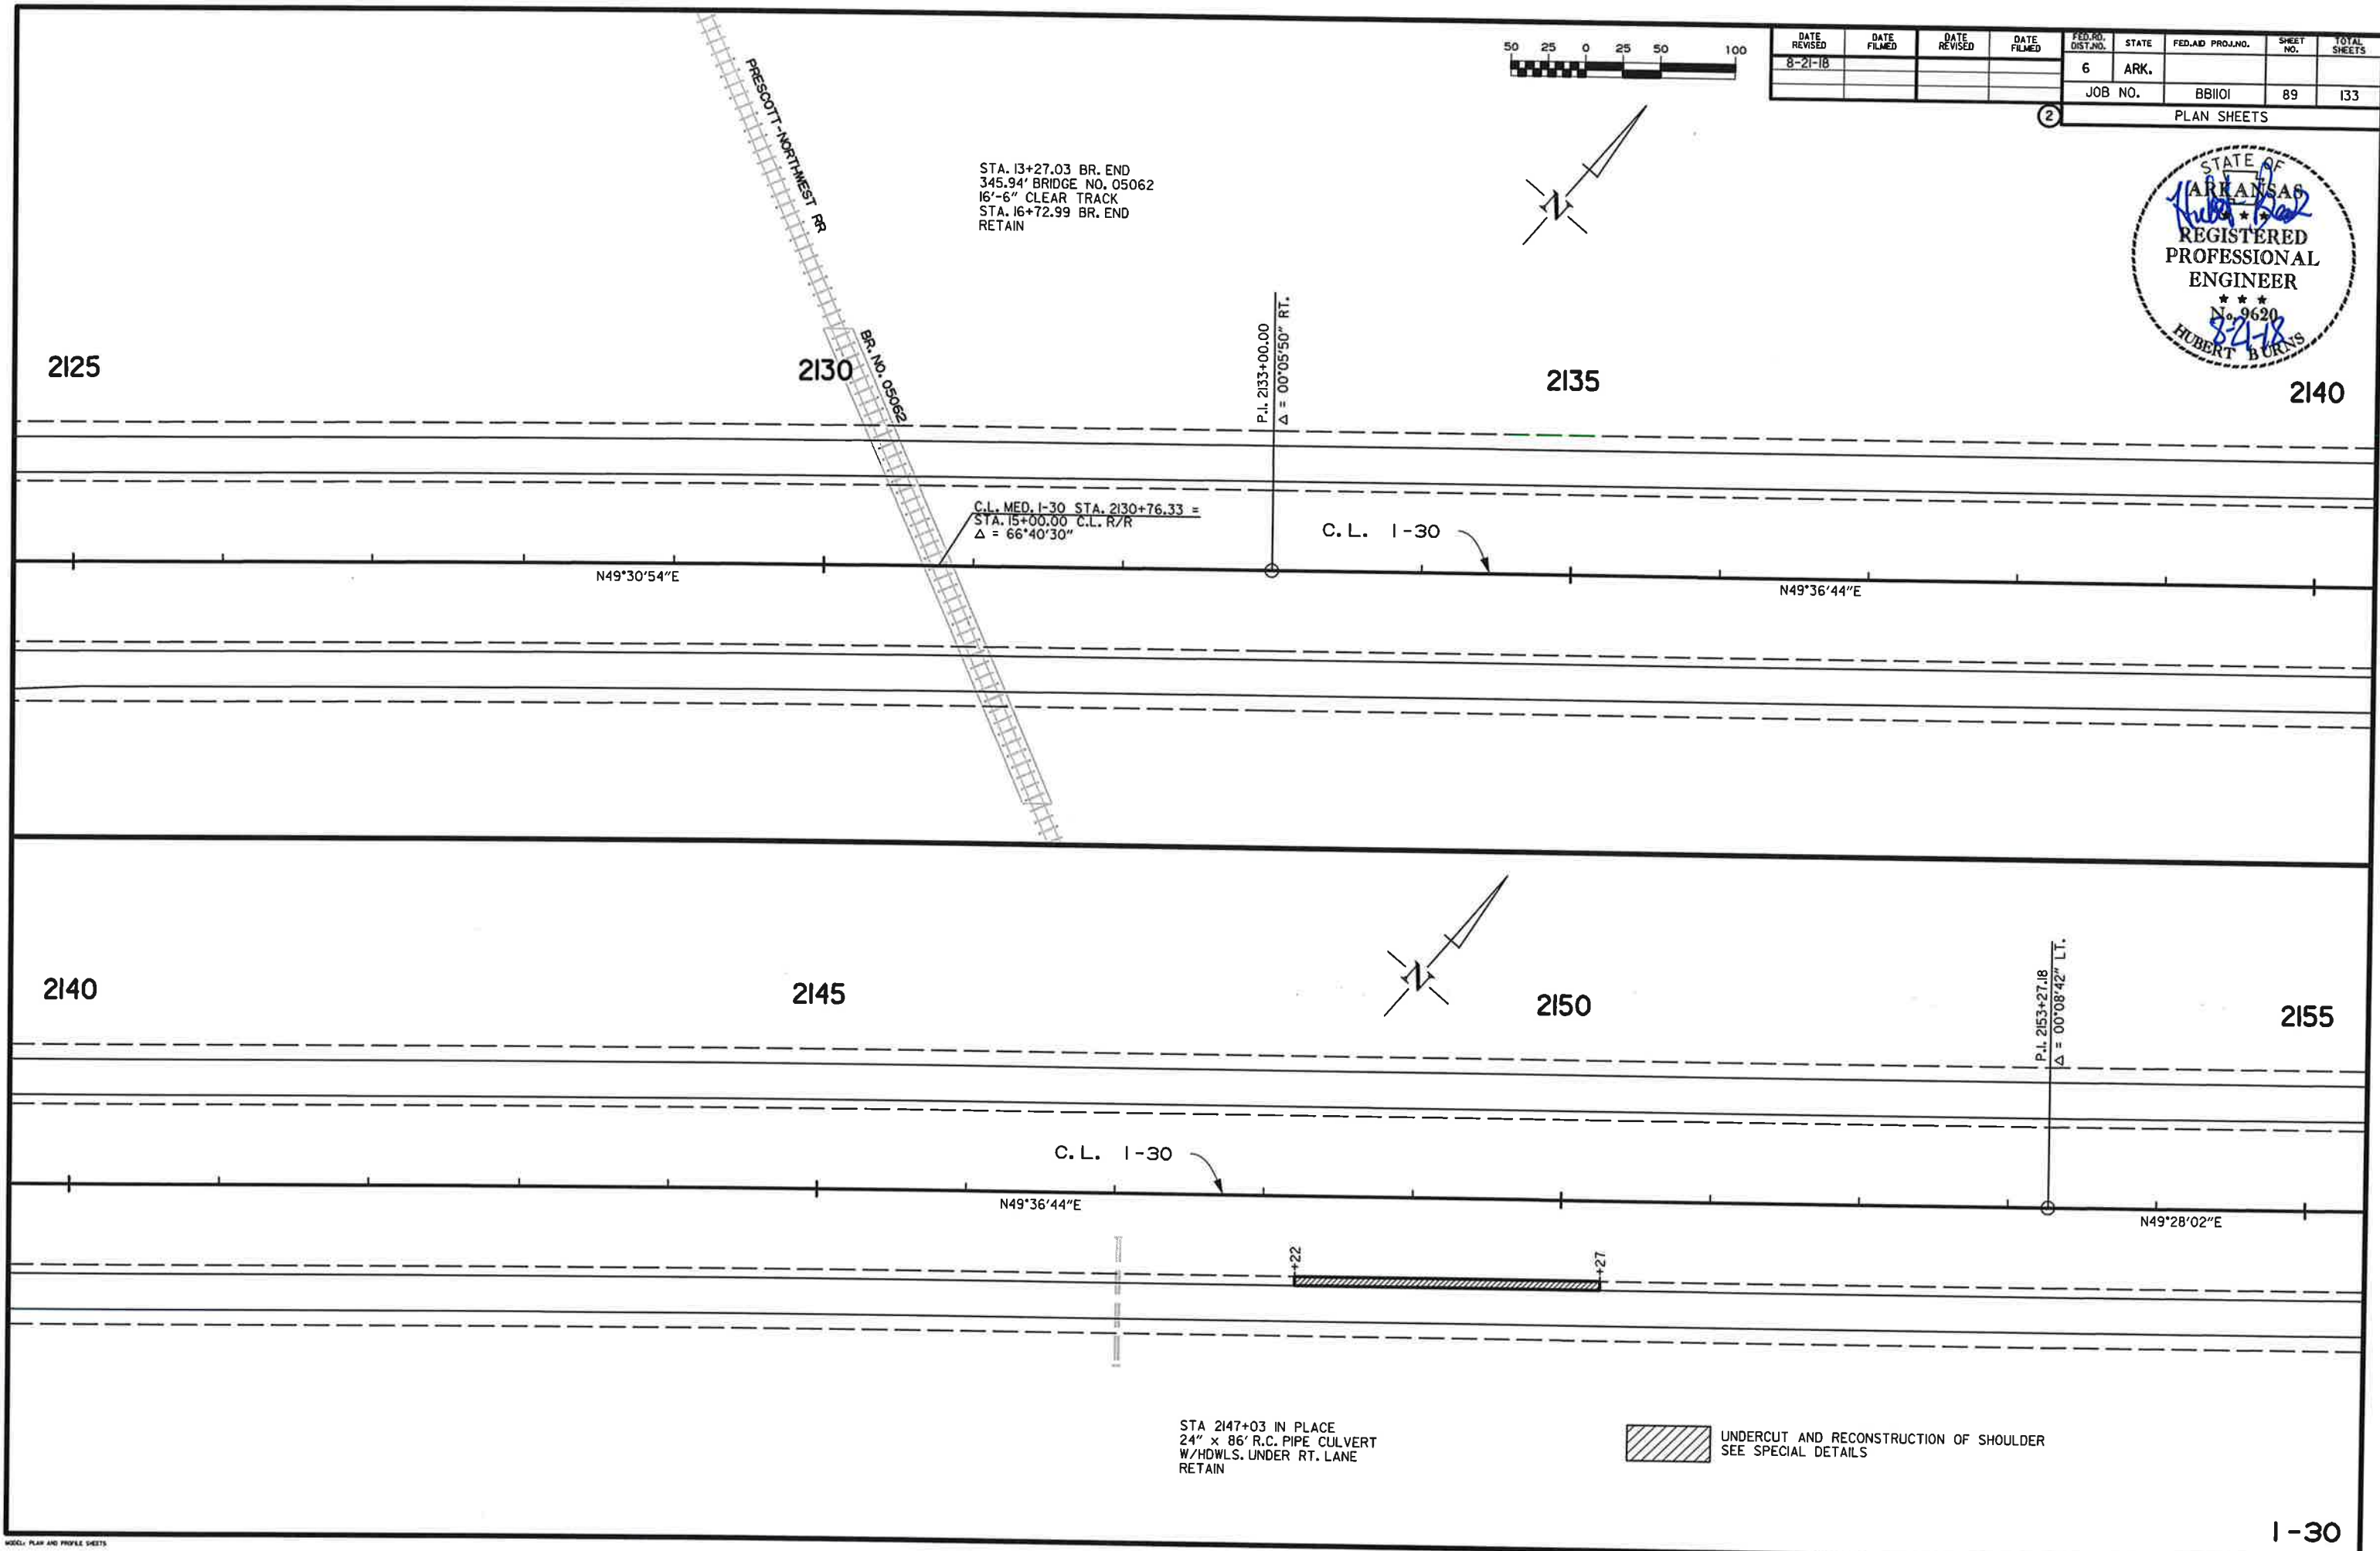 50 25 0 25 50 100
DATE REVISED
DATE FILMED
DATE REVISED
DATE FILMED
FED.RD. DIST.NO.
STATE
FED.AID PROJ.NO.
SHEET NO.
TOTAL SHEETS
8-21-18
6 ARK.
JOB NO. BB1101 89 133
2 PLAN SHEETS
STATE OF
ARKANSAS
★ ★ ★
REGISTERED
PROFESSIONAL
ENGINEER
★ ★ ★
No. 9620
8-21-18
HUBERT BURNS
PRESCOTT-NORTHWEST RR
STA. 13+27.03 BR. END
345.94' BRIDGE NO. 05062
16'-6" CLEAR TRACK
STA. 16+72.99 BR. END
RETAIN
N
BR. NO. 05062
P.I. 2133+00.00
Δ = 00°05'50" RT.
2125
2130
2135
2140
C.L. MED. I-30 STA. 2130+76.33 =
STA. 15+00.00 C.L. R/R
Δ = 66°40'30"
C.L. I-30
N49°30'54"E
N49°36'44"E
N
P.I. 2153+27.18
Δ = 00°08'42" LT.
2140
2145
2150
2155
C.L. I-30
N49°36'44"E
N49°28'02"E
+22
+27
STA 2147+03 IN PLACE
24" x 86' R.C. PIPE CULVERT
W/HDWLS. UNDER RT. LANE
RETAIN
UNDERCUT AND RECONSTRUCTION OF SHOULDER
SEE SPECIAL DETAILS
I-30
MODEL: PLAN AND PROFILE SHEETS